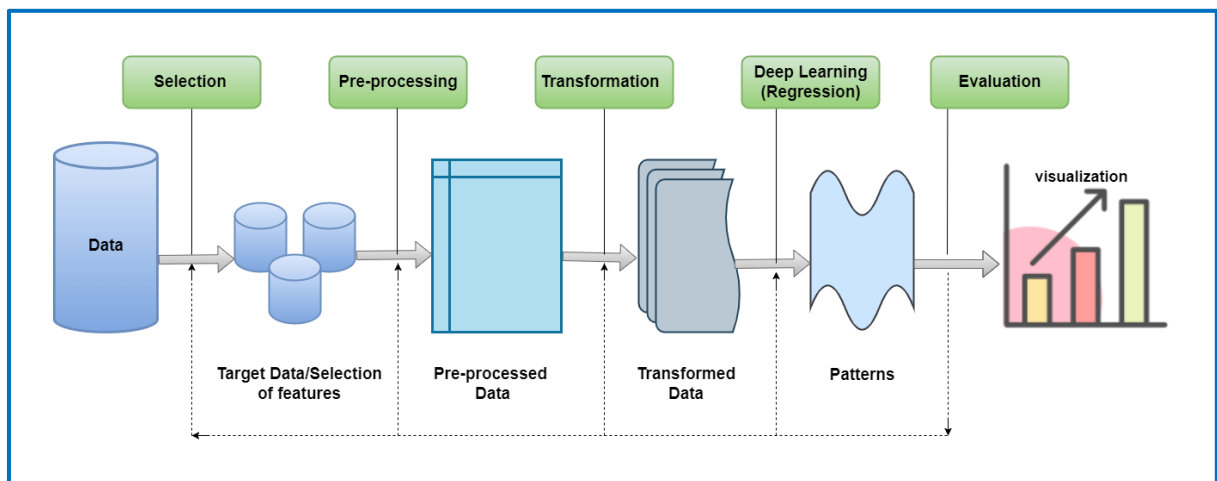 Selection
Pre-processing
Transformation
Deep Learning
(Regression)
Evaluation
Data
visualization
Target Data/Selection
of features
Pre-processed
Data
Transformed
Data
Patterns